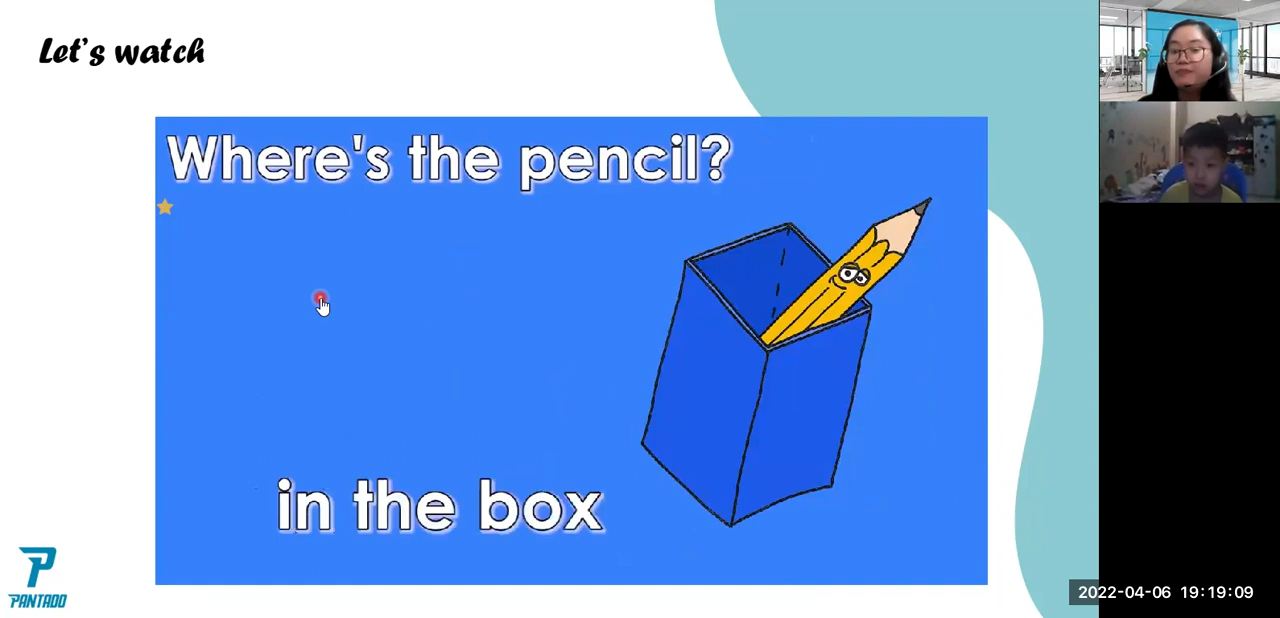 Let's watch
Where's the pencil?
in the box
PANTADO
2022-04-06 19:19:09